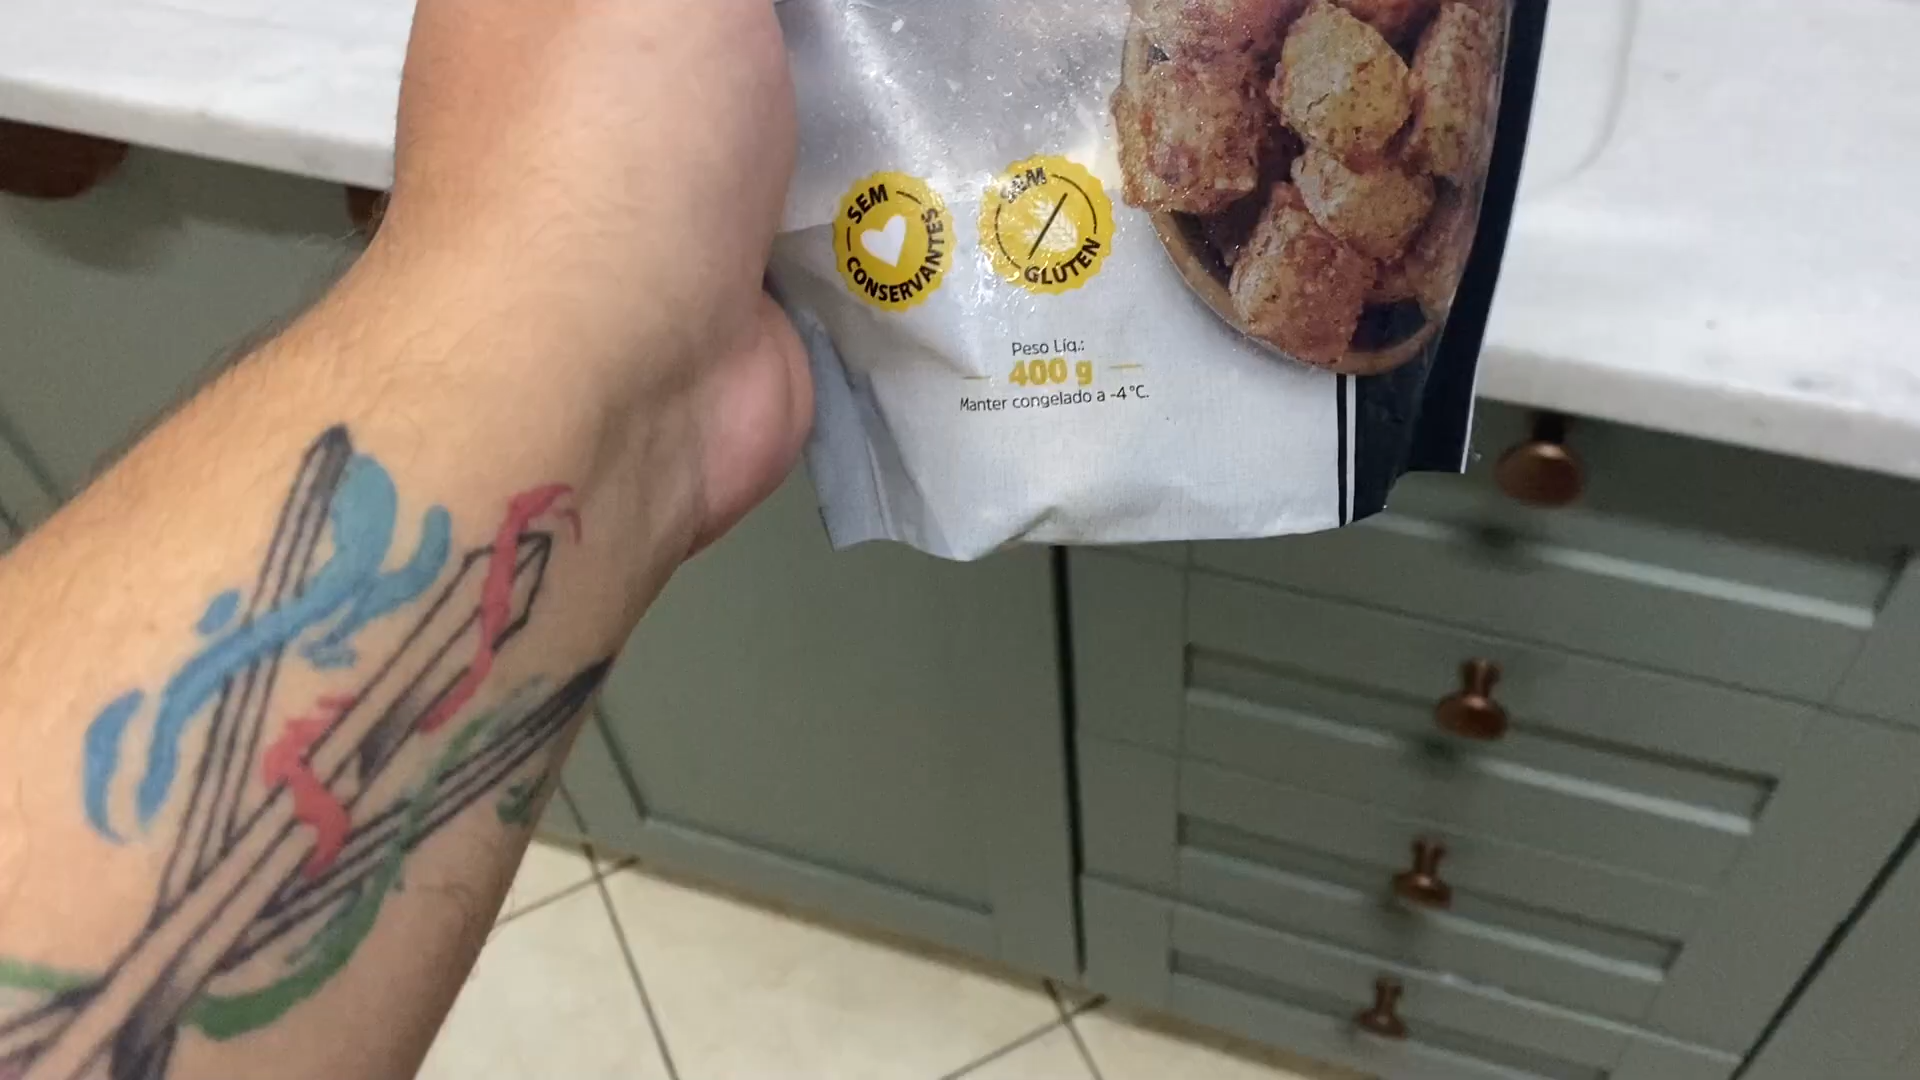 SEM
CONSERVANTES
SEM
GLÚTEN
Peso Líq.:
400 g
Manter congelado a -4°C.